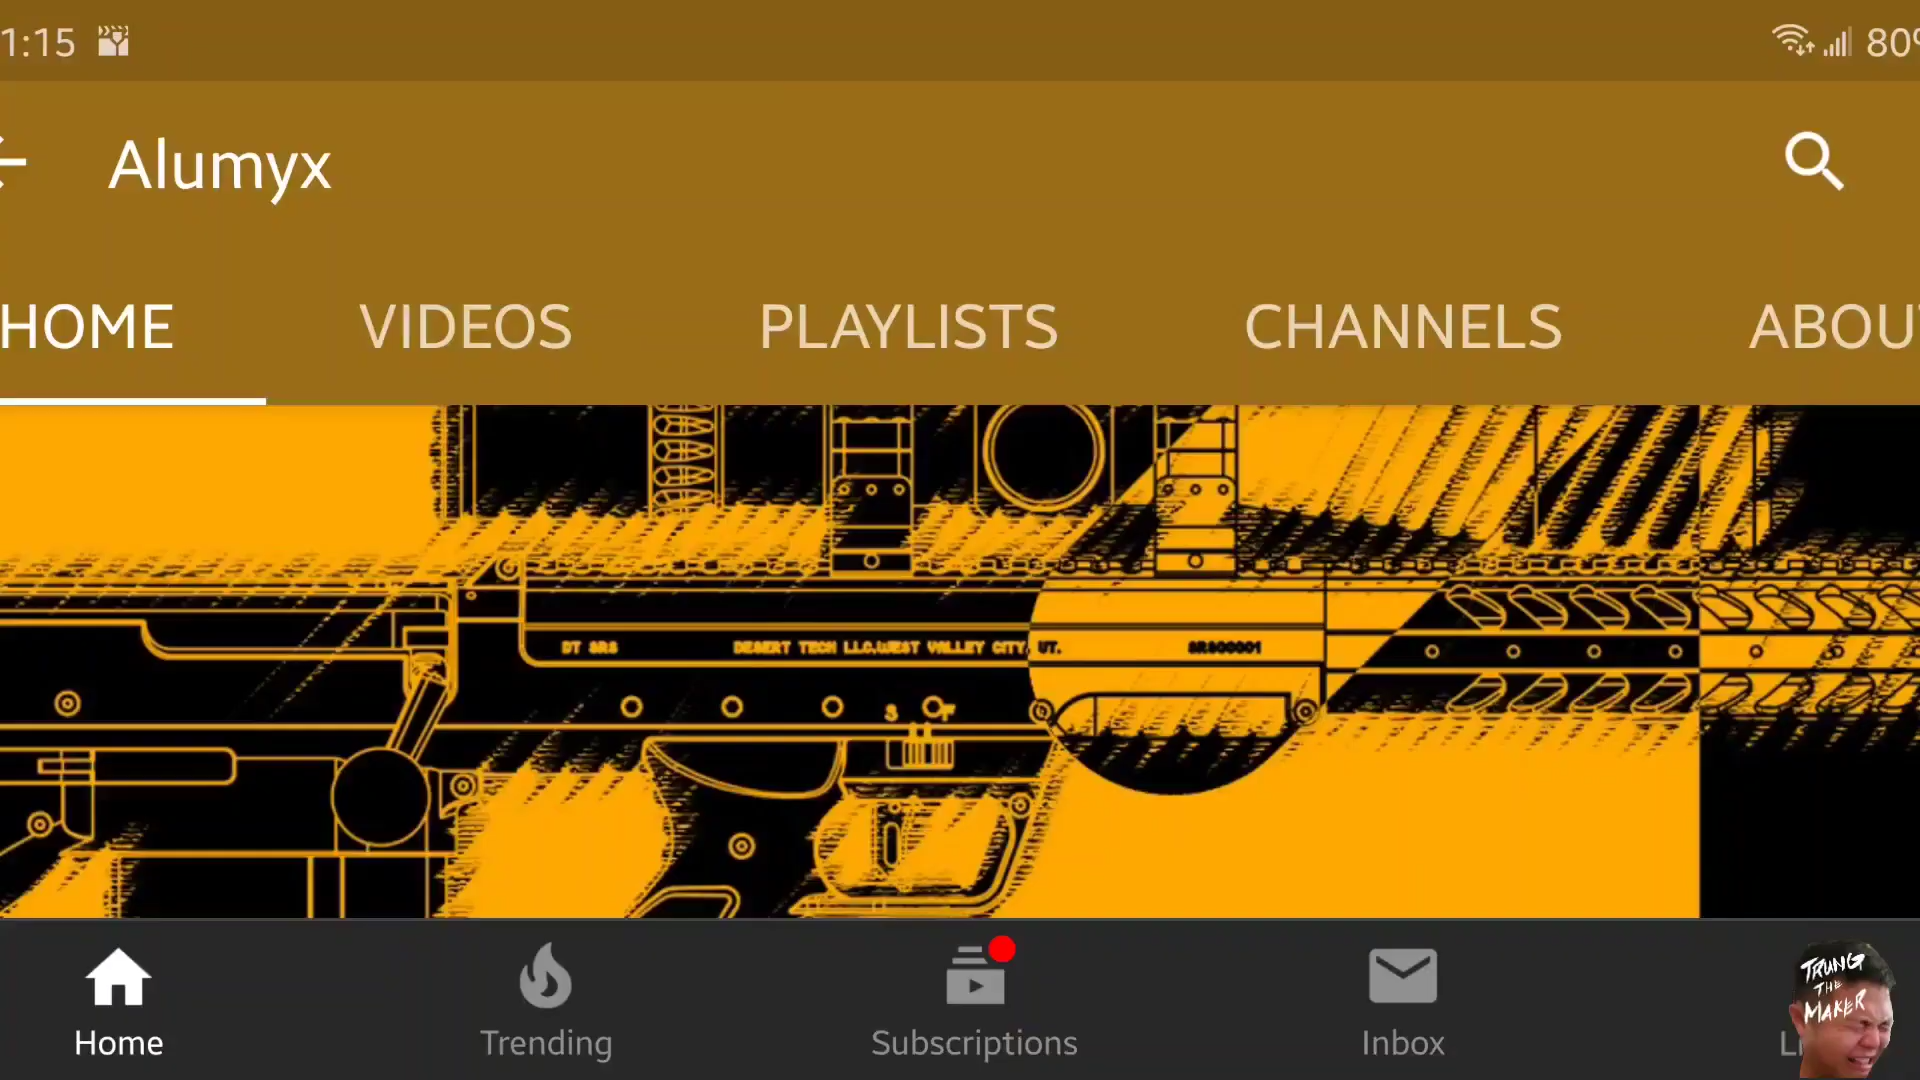 1:15
80%
Alumyx
HOME VIDEOS PLAYLISTS CHANNELS ABOU
DT SRS DESERT TECH LLC,WEST VALLEY CITY, UT. SRS00001
S F
TRUNG
THE
MAKER
Home Trending Subscriptions Inbox